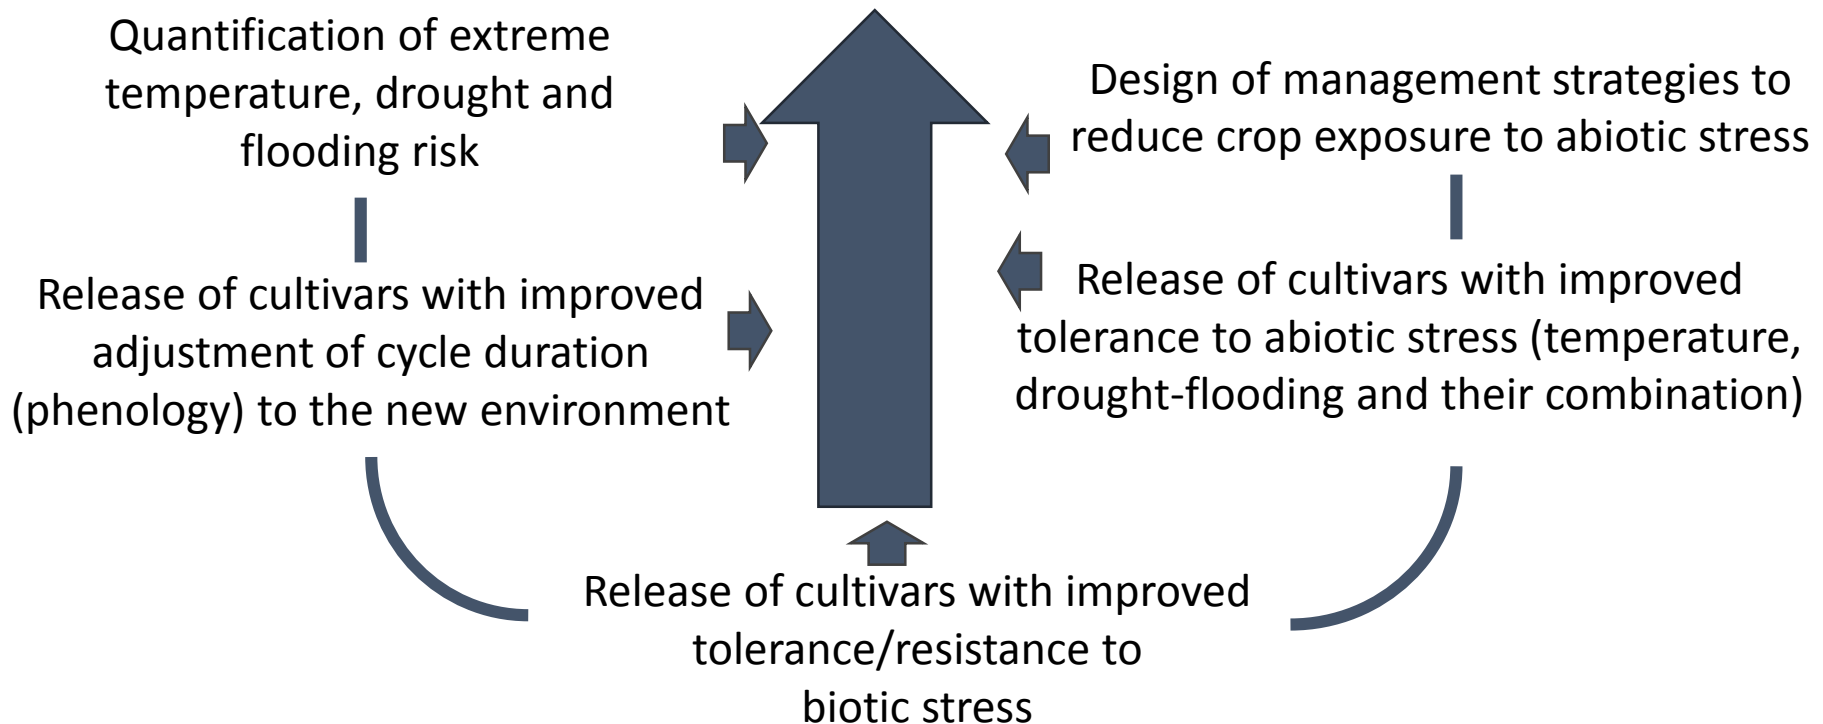 Quantification of extreme
temperature, drought and
flooding risk
Design of management strategies to
reduce crop exposure to abiotic stress
Release of cultivars with improved
adjustment of cycle duration
(phenology) to the new environment
Release of cultivars with improved
tolerance to abiotic stress (temperature,
drought-flooding and their combination)
Release of cultivars with improved
tolerance/resistance to
biotic stress